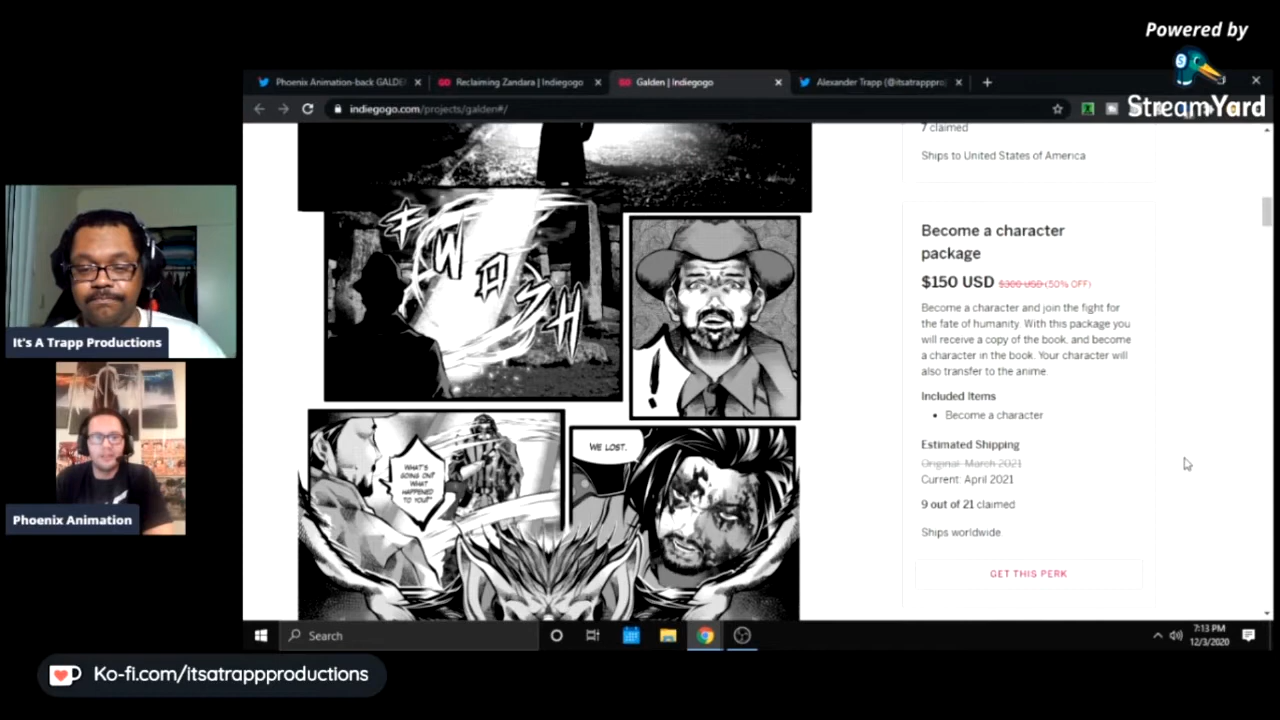 Powered by
StreamYard
Phoenix Animation-back GALDE
Reclaiming Zandara | Indiegogo
Galden | Indiegogo
Alexander Trapp (@itsatrapppro
indiegogo.com/projects/galden#/
7 claimed
Ships to United States of America
Become a character
package
$150 USD $300 USD (50% OFF)
Become a character and join the fight for
the fate of humanity. With this package you
will receive a copy of the book, and become
a character in the book. Your character will
also transfer to the anime.
Included Items
Become a character
Estimated Shipping
Original: March 2021
Current: April 2021
9 out of 21 claimed
Ships worldwide
GET THIS PERK
!
WHAT'S
GOING ON?
WHAT
HAPPENED
TO YOU?
WE LOST.
It's A Trapp Productions
Phoenix Animation
Search
7:13 PM
12/3/2020
Ko-fi.com/itsatrappproductions